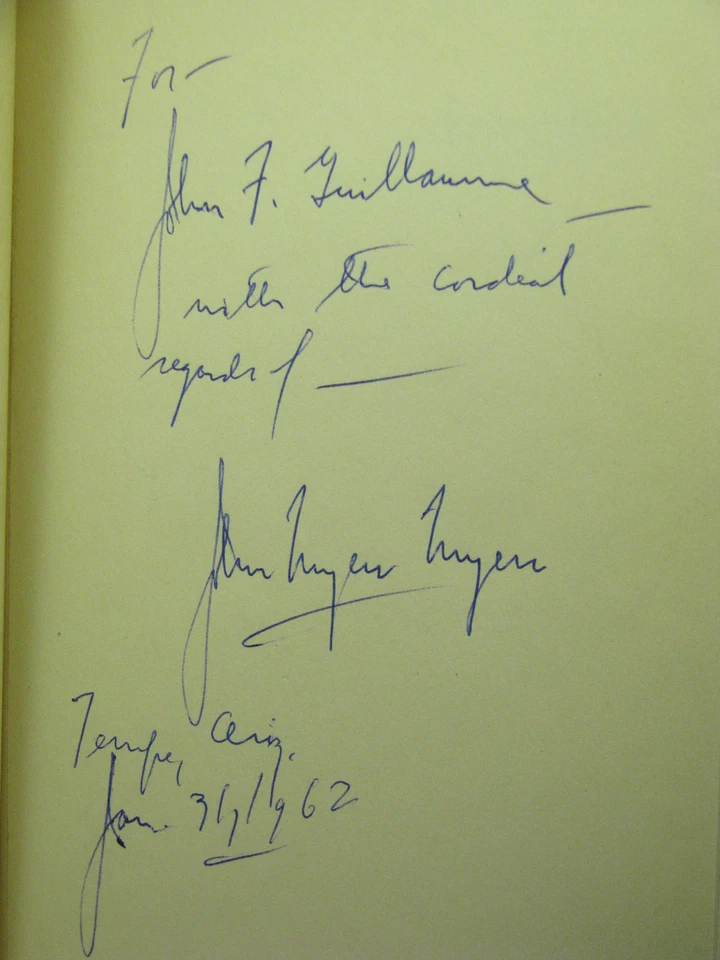 For —
John F. Guillaume —
with the cordial
regards of —
John Myers Myers
Tempe, Ariz.
Jan. 31, 1962